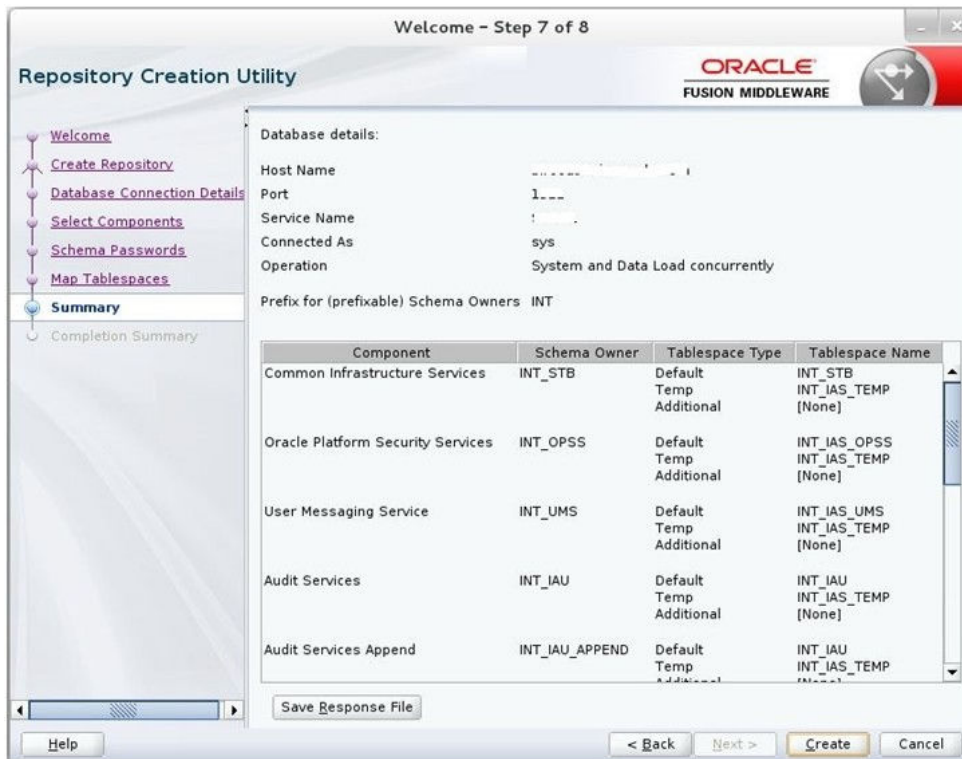 Welcome – Step 7 of 8
Repository Creation Utility
ORACLE
FUSION MIDDLEWARE
Welcome
Create Repository
Database Connection Details
Select Components
Schema Passwords
Map Tablespaces
Summary
Completion Summary
Database details:
Host Name
Port
Service Name
Connected As sys
Operation System and Data Load concurrently
Prefix for (prefixable) Schema Owners INT
Component Schema Owner Tablespace Type Tablespace Name
Common Infrastructure Services INT_STB Default INT_STB
Temp INT_IAS_TEMP
Additional [None]
Oracle Platform Security Services INT_OPSS Default INT_IAS_OPSS
Temp INT_IAS_TEMP
Additional [None]
User Messaging Service INT_UMS Default INT_IAS_UMS
Temp INT_IAS_TEMP
Additional [None]
Audit Services INT_IAU Default INT_IAU
Temp INT_IAS_TEMP
Additional [None]
Audit Services Append INT_IAU_APPEND Default INT_IAU
Temp INT_IAS_TEMP
Save Response File
Help
< Back
Next >
Create
Cancel